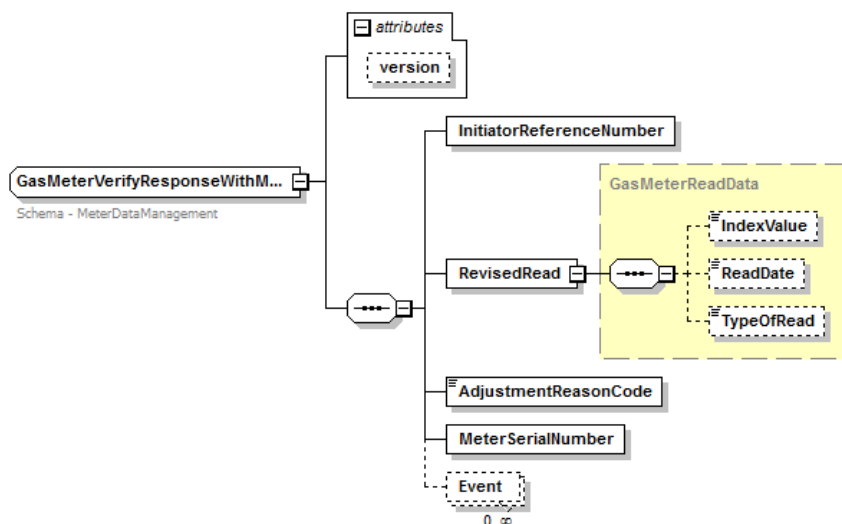 attributes
version
InitiatorReferenceNumber
GasMeterVerifyResponseWithM...
Schema - MeterDataManagement
GasMeterReadData
IndexValue
RevisedRead
ReadDate
TypeOfRead
AdjustmentReasonCode
MeterSerialNumber
Event
0..∞